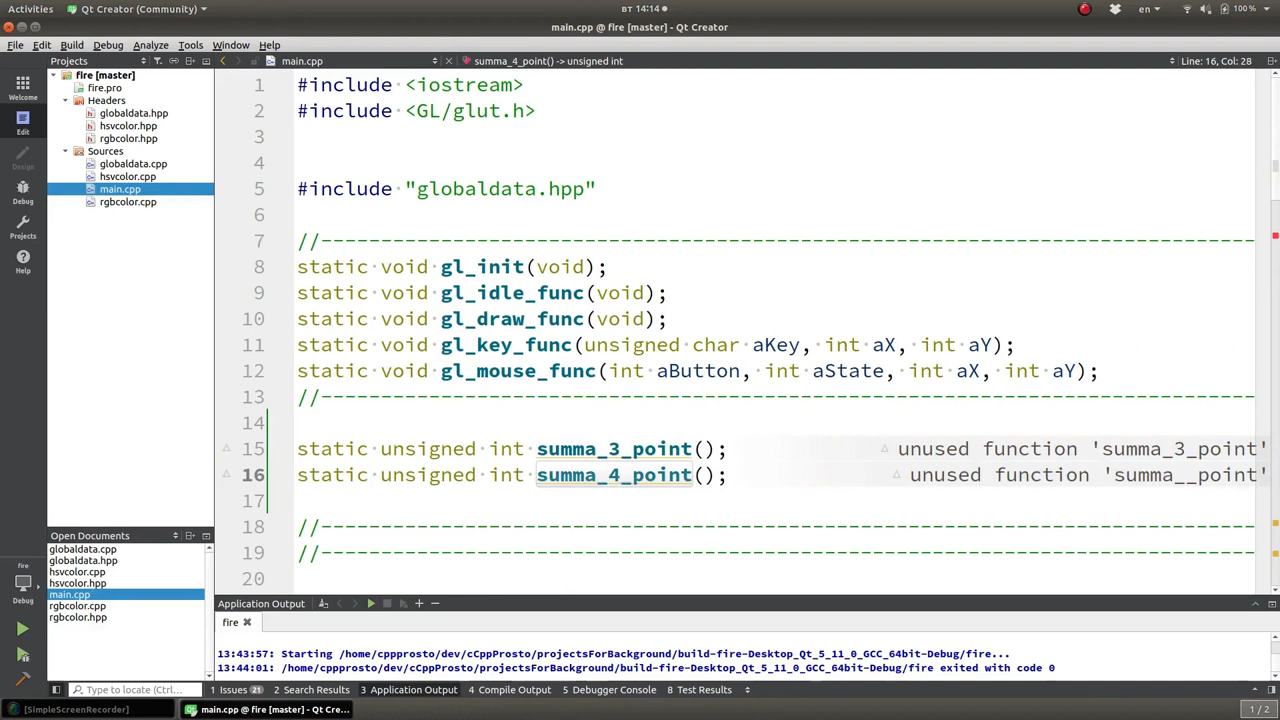 Activities
Qt Creator (Community)
вт 14:14
en
100 %
main.cpp @ fire [master] - Qt Creator
File Edit Build Debug Analyze Tools Window Help
Projects
main.cpp
summa_4_point() -> unsigned int
Line: 16, Col: 28
Welcome
Edit
Design
Debug
Projects
Help
fire [master]
fire.pro
Headers
globaldata.hpp
hsvcolor.hpp
rgbcolor.hpp
Sources
globaldata.cpp
hsvcolor.cpp
main.cpp
rgbcolor.cpp
1 #include <iostream>
2 #include <GL/glut.h>
3
4
5 #include "globaldata.hpp"
6
7 //------------------------------------------------------------------------------
8 static void gl_init(void);
9 static void gl_idle_func(void);
10 static void gl_draw_func(void);
11 static void gl_key_func(unsigned char aKey, int aX, int aY);
12 static void gl_mouse_func(int aButton, int aState, int aX, int aY);
13 //------------------------------------------------------------------------------
14
15 static unsigned int summa_3_point(); unused function 'summa_3_point'
16 static unsigned int summa_4_point(); unused function 'summa__point'
17
18 //------------------------------------------------------------------------------
19 //------------------------------------------------------------------------------
20
Open Documents
globaldata.cpp
globaldata.hpp
hsvcolor.cpp
hsvcolor.hpp
main.cpp
rgbcolor.cpp
rgbcolor.hpp
fire
Debug
Application Output
fire
13:43:57: Starting /home/cppprosto/dev/cCppProsto/projectsForBackground/build-fire-Desktop_Qt_5_11_0_GCC_64bit-Debug/fire...
13:44:01: /home/cppprosto/dev/cCppProsto/projectsForBackground/build-fire-Desktop_Qt_5_11_0_GCC_64bit-Debug/fire exited with code 0
Type to locate (Ctrl...
1 Issues 21
2 Search Results
3 Application Output
4 Compile Output
5 Debugger Console
8 Test Results
[SimpleScreenRecorder]
main.cpp @ fire [master] - Qt Cre...
1 / 2